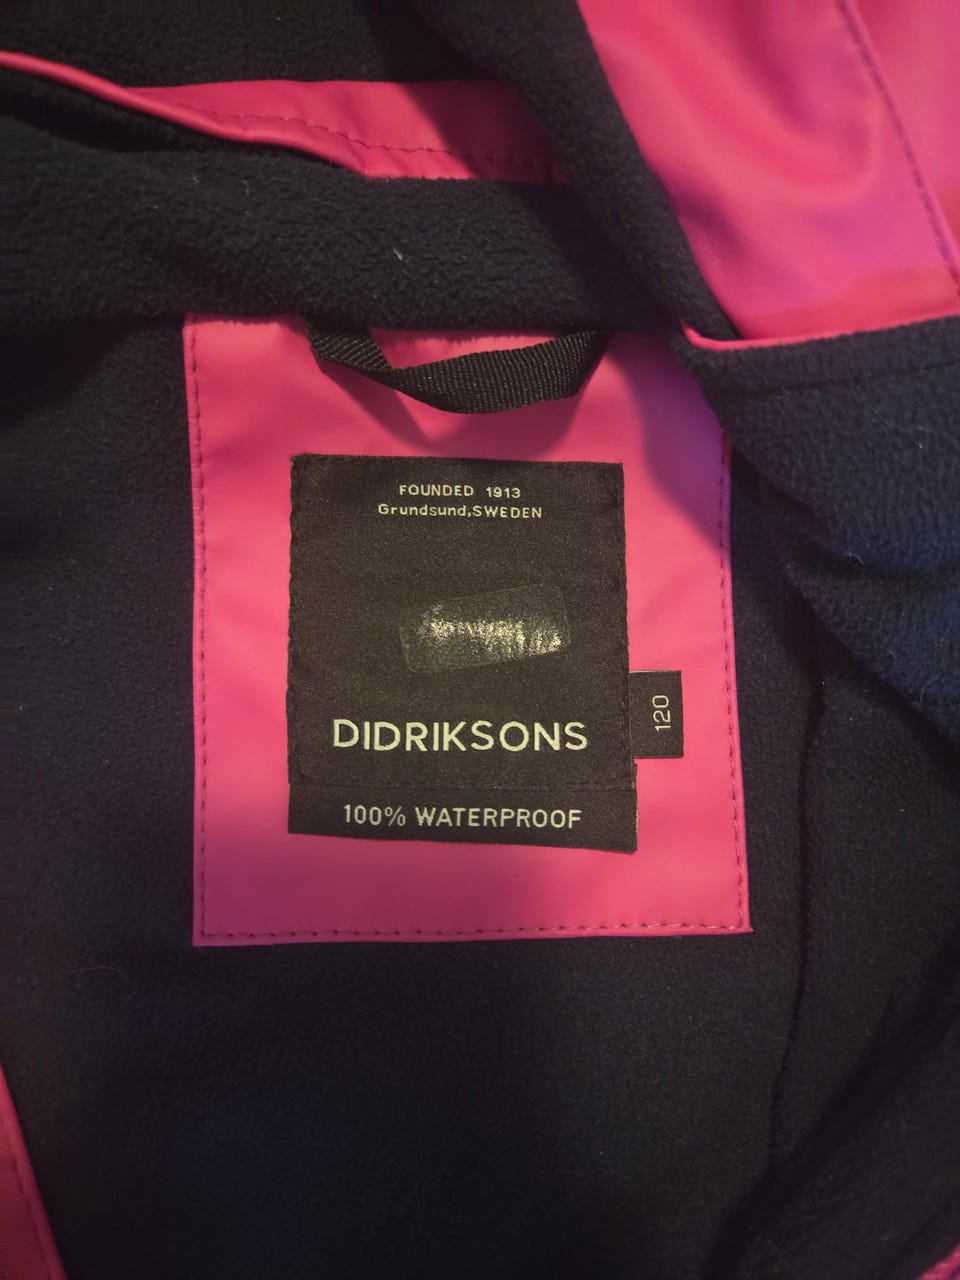 FOUNDED 1913
Grundsund,SWEDEN
DIDRIKSONS
120
100% WATERPROOF